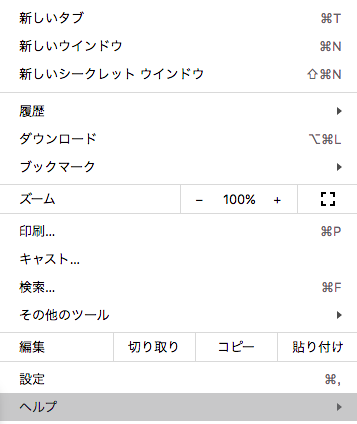 新しいタブ ⌘T
新しいウインドウ ⌘N
新しいシークレット ウインドウ ⇧⌘N
履歴
ダウンロード ⌥⌘L
ブックマーク
ズーム − 100% +
印刷... ⌘P
キャスト...
検索... ⌘F
その他のツール
編集 切り取り コピー 貼り付け
設定 ⌘,
ヘルプ